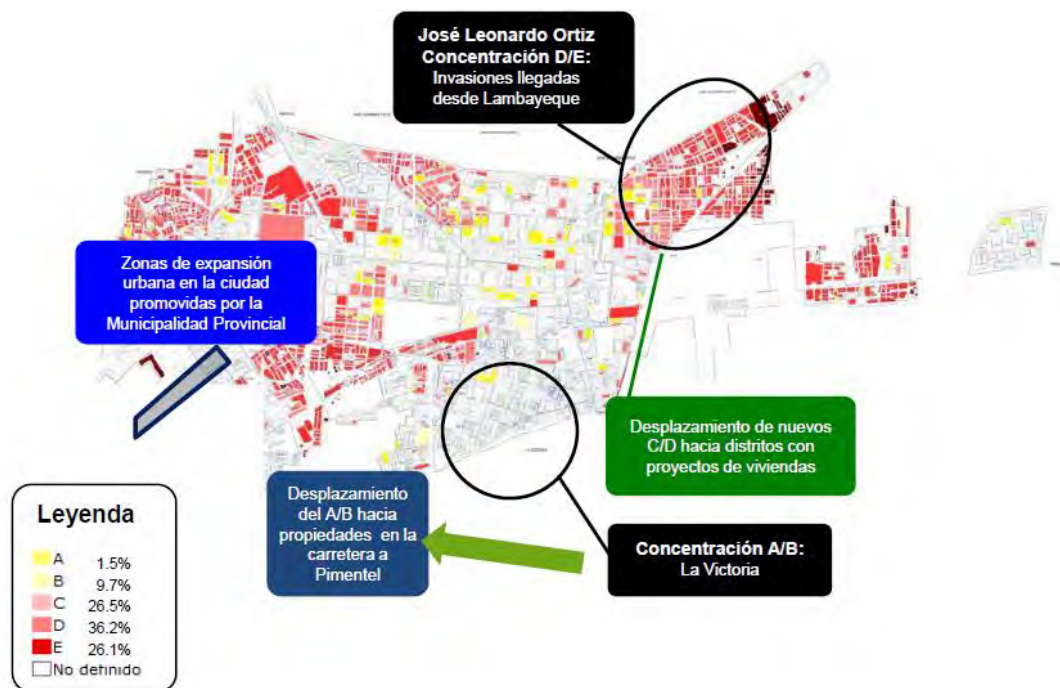 José Leonardo Ortiz
Concentración D/E:
Invasiones llegadas
desde Lambayeque
Zonas de expansión
urbana en la ciudad
promovidas por la
Municipalidad Provincial
Desplazamiento de nuevos
C/D hacia distritos con
proyectos de viviendas
Desplazamiento
del A/B hacia
propiedades en la
carretera a
Pimentel
Concentración A/B:
La Victoria
Leyenda
A 1.5%
B 9.7%
C 26.5%
D 36.2%
E 26.1%
No definido